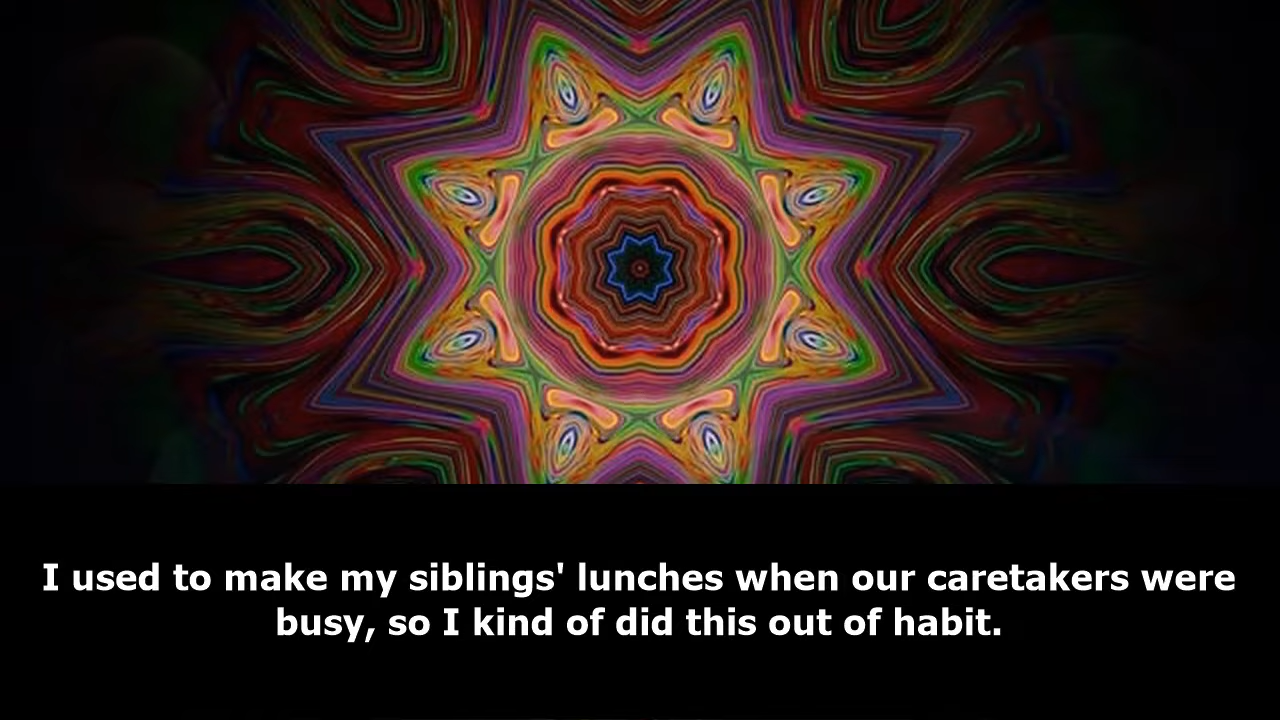 I used to make my siblings' lunches when our caretakers were
busy, so I kind of did this out of habit.